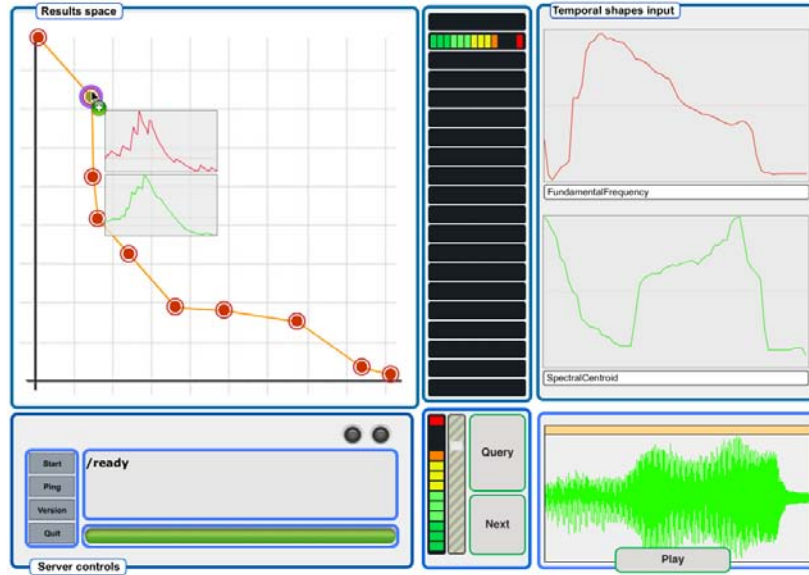 Results space
Temporal shapes input
FundamentalFrequency
SpectralCentroid
Start
Ping
Version
Quit
/ready
Server controls
Query
Next
Play